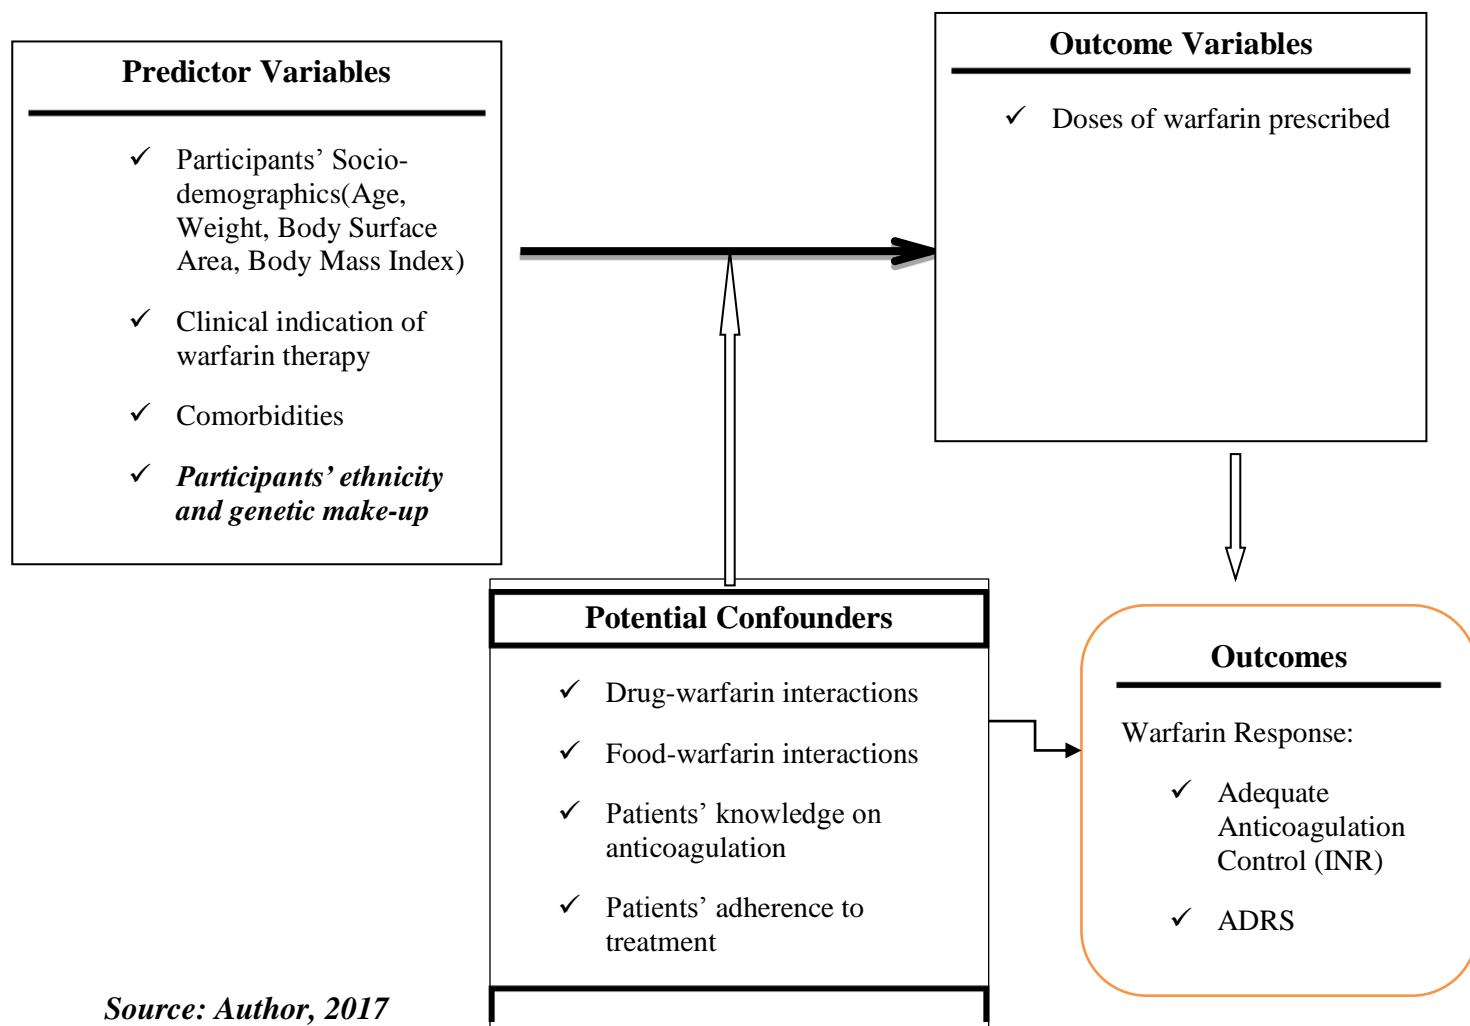 Predictor Variables
✓ Participants’ Socio-
demographics(Age,
Weight, Body Surface
Area, Body Mass Index)
✓ Clinical indication of
warfarin therapy
✓ Comorbidities
✓ Participants’ ethnicity
and genetic make-up
Outcome Variables
✓ Doses of warfarin prescribed
Potential Confounders
✓ Drug-warfarin interactions
✓ Food-warfarin interactions
✓ Patients’ knowledge on
anticoagulation
✓ Patients’ adherence to
treatment
Outcomes
Warfarin Response:
✓ Adequate
Anticoagulation
Control (INR)
✓ ADRS
Source: Author, 2017